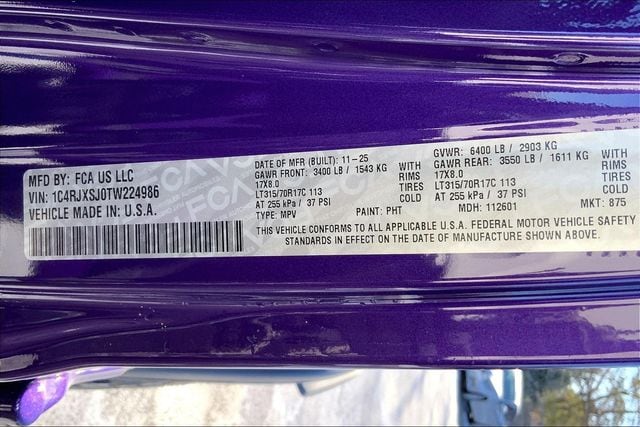 MFD BY: FCA US LLC
VIN: 1C4RJXSJ0TW224986
VEHICLE MADE IN: U.S.A.
DATE OF MFR (BUILT): 11-25
GAWR FRONT: 3400 LB / 1543 KG WITH
17X8.0 RIMS
LT315/70R17C 113 TIRES
AT 255 kPa / 37 PSI COLD
TYPE: MPV PAINT: PHT
GVWR: 6400 LB / 2903 KG
GAWR REAR: 3550 LB / 1611 KG WITH
17X8.0 RIMS
LT315/70R17C 113 TIRES
AT 255 kPa / 37 PSI COLD
MDH: 112601 MKT: 875
THIS VEHICLE CONFORMS TO ALL APPLICABLE U.S.A. FEDERAL MOTOR VEHICLE SAFETY
STANDARDS IN EFFECT ON THE DATE OF MANUFACTURE SHOWN ABOVE.